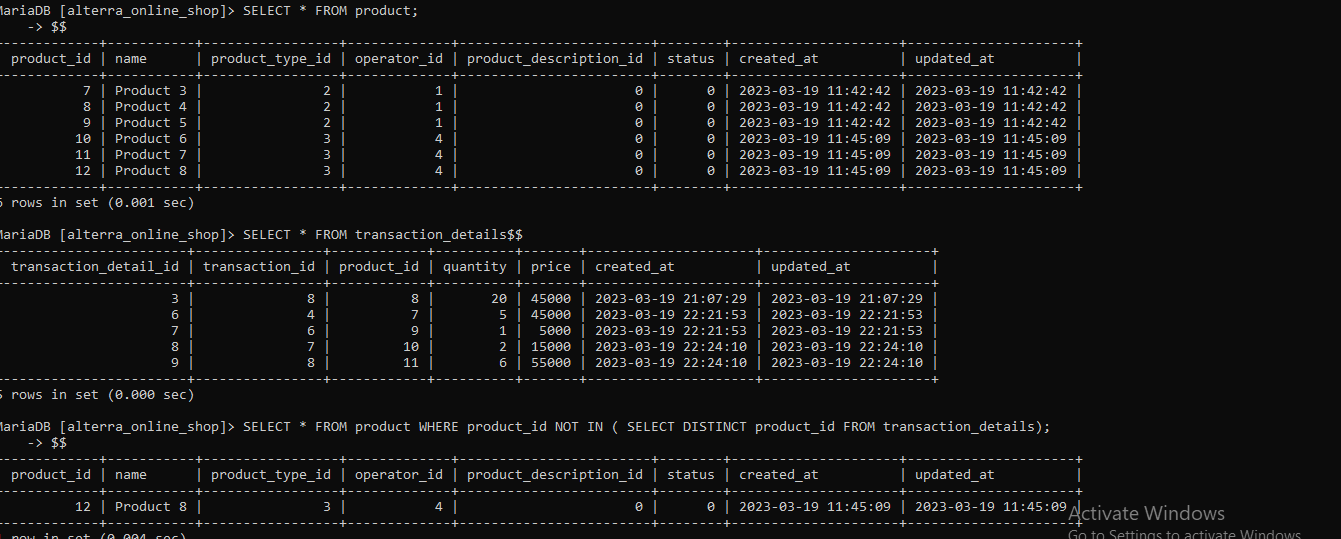 MariaDB [alterra_online_shop]> SELECT * FROM product;
    -> $$
-----------+-----------+-----------------+-------------+------------------------+--------+---------------------+---------------------+
product_id | name      | product_type_id | operator_id | product_description_id | status | created_at          | updated_at          |
-----------+-----------+-----------------+-------------+------------------------+--------+---------------------+---------------------+
         7 | Product 3 |               2 |           1 |                      0 |      0 | 2023-03-19 11:42:42 | 2023-03-19 11:42:42 |
         8 | Product 4 |               2 |           1 |                      0 |      0 | 2023-03-19 11:42:42 | 2023-03-19 11:42:42 |
         9 | Product 5 |               2 |           1 |                      0 |      0 | 2023-03-19 11:42:42 | 2023-03-19 11:42:42 |
        10 | Product 6 |               3 |           4 |                      0 |      0 | 2023-03-19 11:45:09 | 2023-03-19 11:45:09 |
        11 | Product 7 |               3 |           4 |                      0 |      0 | 2023-03-19 11:45:09 | 2023-03-19 11:45:09 |
        12 | Product 8 |               3 |           4 |                      0 |      0 | 2023-03-19 11:45:09 | 2023-03-19 11:45:09 |
-----------+-----------+-----------------+-------------+------------------------+--------+---------------------+---------------------+
6 rows in set (0.001 sec)
MariaDB [alterra_online_shop]> SELECT * FROM transaction_details$$
----------------------+----------------+------------+----------+-------+---------------------+---------------------+
transaction_detail_id | transaction_id | product_id | quantity | price | created_at          | updated_at          |
----------------------+----------------+------------+----------+-------+---------------------+---------------------+
                    3 |              8 |          8 |       20 | 45000 | 2023-03-19 21:07:29 | 2023-03-19 21:07:29 |
                    6 |              4 |          7 |        5 | 45000 | 2023-03-19 22:21:53 | 2023-03-19 22:21:53 |
                    7 |              6 |          9 |        1 |  5000 | 2023-03-19 22:21:53 | 2023-03-19 22:21:53 |
                    8 |              7 |         10 |        2 | 15000 | 2023-03-19 22:24:10 | 2023-03-19 22:24:10 |
                    9 |              8 |         11 |        6 | 55000 | 2023-03-19 22:24:10 | 2023-03-19 22:24:10 |
----------------------+----------------+------------+----------+-------+---------------------+---------------------+
5 rows in set (0.000 sec)
MariaDB [alterra_online_shop]> SELECT * FROM product WHERE product_id NOT IN ( SELECT DISTINCT product_id FROM transaction_details);
    -> $$
-----------+-----------+-----------------+-------------+------------------------+--------+---------------------+---------------------+
product_id | name      | product_type_id | operator_id | product_description_id | status | created_at          | updated_at          |
-----------+-----------+-----------------+-------------+------------------------+--------+---------------------+---------------------+
        12 | Product 8 |               3 |           4 |                      0 |      0 | 2023-03-19 11:45:09 | 2023-03-19 11:45:09 |
-----------+-----------+-----------------+-------------+------------------------+--------+---------------------+---------------------+
row in set (0.004 sec)
Activate Windows
Go to Settings to activate Windows.